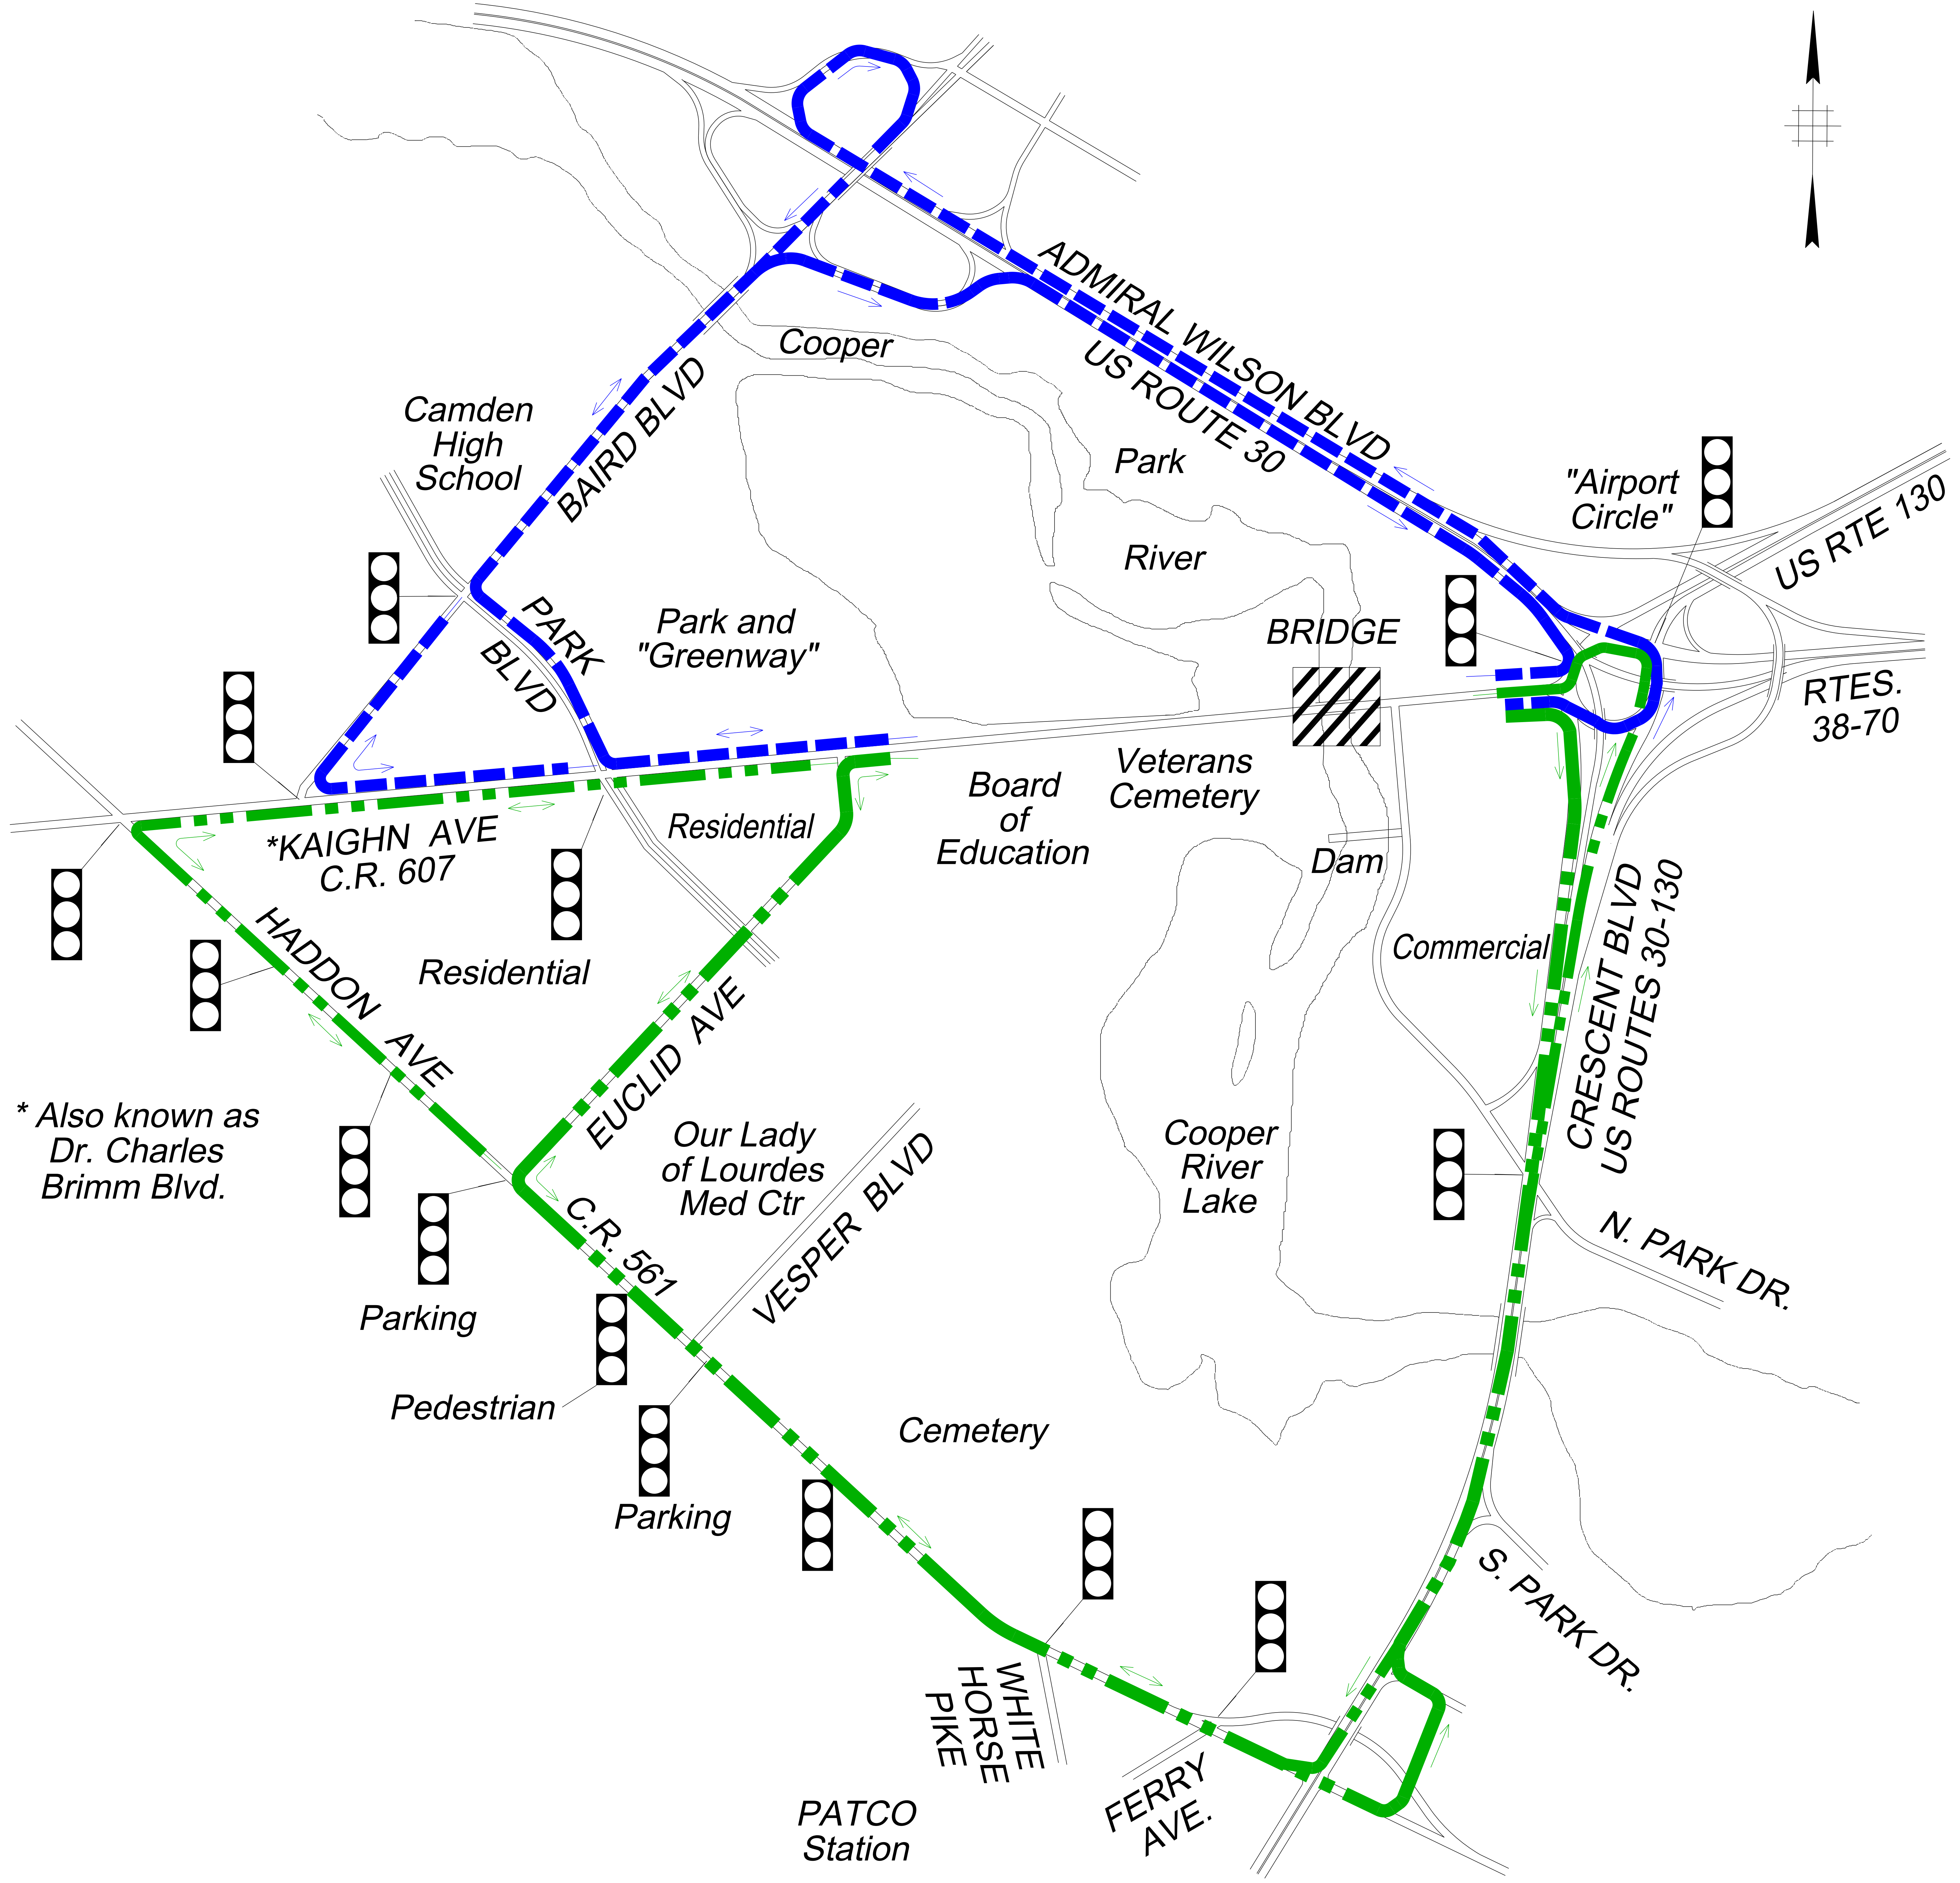 ADMIRAL WILSON BLVD
US ROUTE 30
Cooper
Camden
High
School
BAIRD BLVD
Park
"Airport
Circle"
US RTE 130
River
PARK
BLVD
Park and
"Greenway"
BRIDGE
RTES.
38-70
Veterans
Cemetery
Board
of
Education
Residential
*KAIGHN AVE
C.R. 607
Dam
HADDON AVE
Residential
Commercial
CRESCENT BLVD
US ROUTES 30-130
EUCLID AVE
* Also known as
Dr. Charles
Brimm Blvd.
Our Lady
of Lourdes
Med Ctr
Cooper
River
Lake
C.R. 561
VESPER BLVD
N. PARK DR.
Parking
Pedestrian
Cemetery
Parking
S. PARK DR.
WHITE
HORSE
PIKE
FERRY
AVE.
PATCO
Station